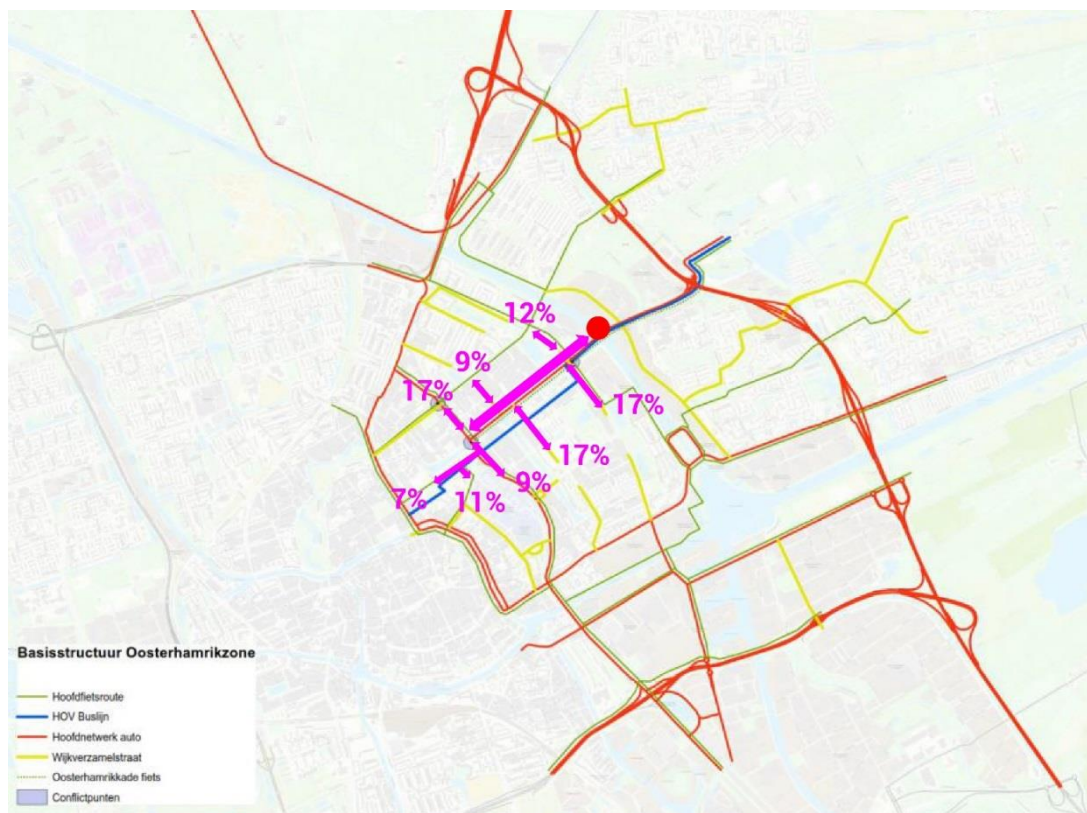 12%
9%
17%
17%
17%
9%
7%
11%
Basisstructuur Oosterhamrikzone
Hoofdfietsroute
HOV Buslijn
Hoofdnetwerk auto
Wijkverzamelstraat
Oosterhamrikkade fiets
Conflictpunten